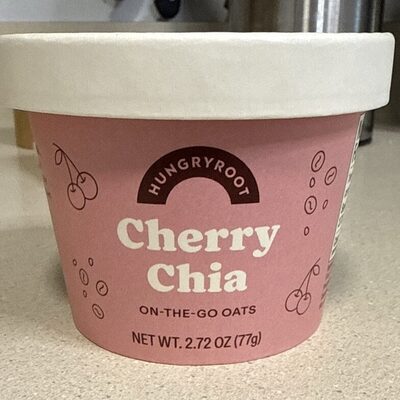 HUNGRYROOT
Cherry
Chia
ON-THE-GO OATS
NET WT. 2.72 OZ (77g)